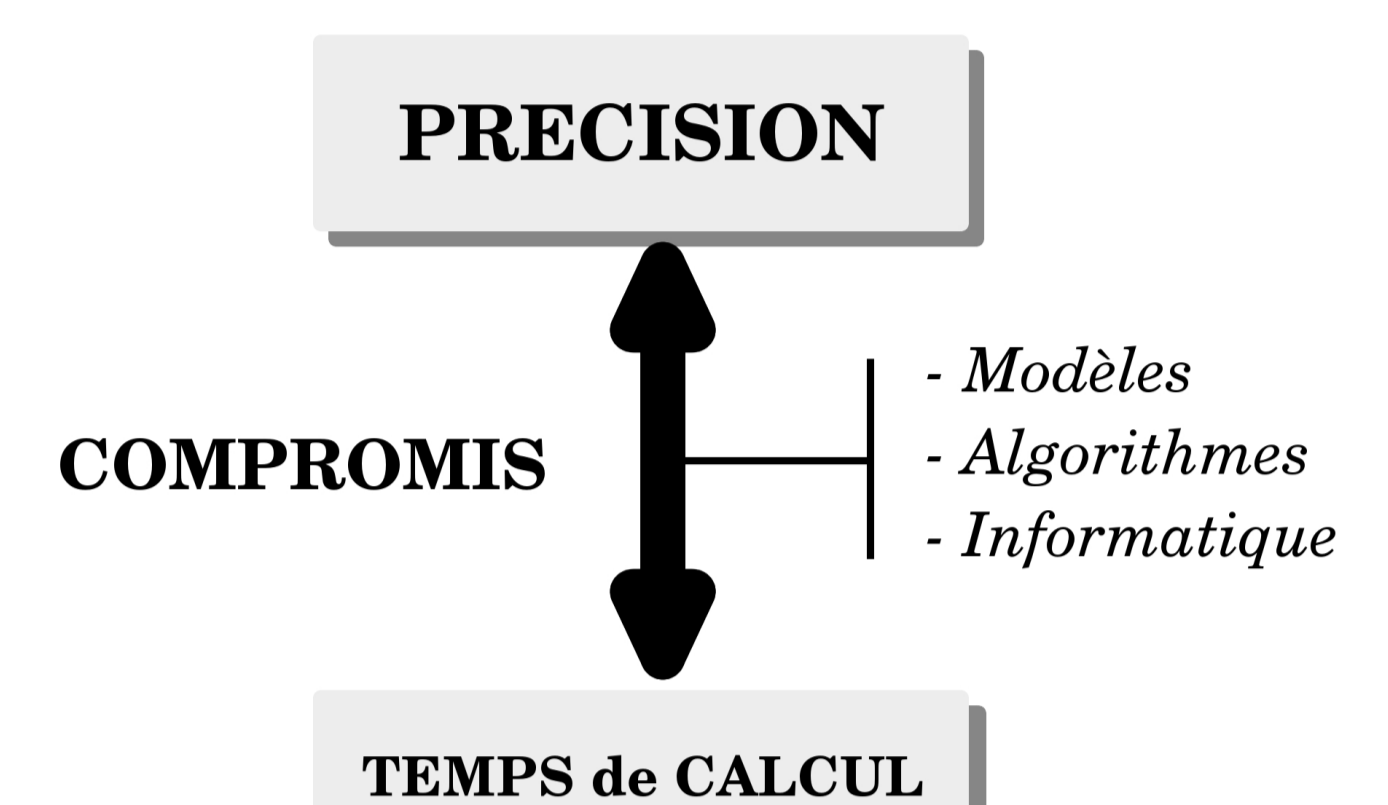 PRECISION
- Modèles
COMPROMIS
- Algorithmes
- Informatique
TEMPS de CALCUL